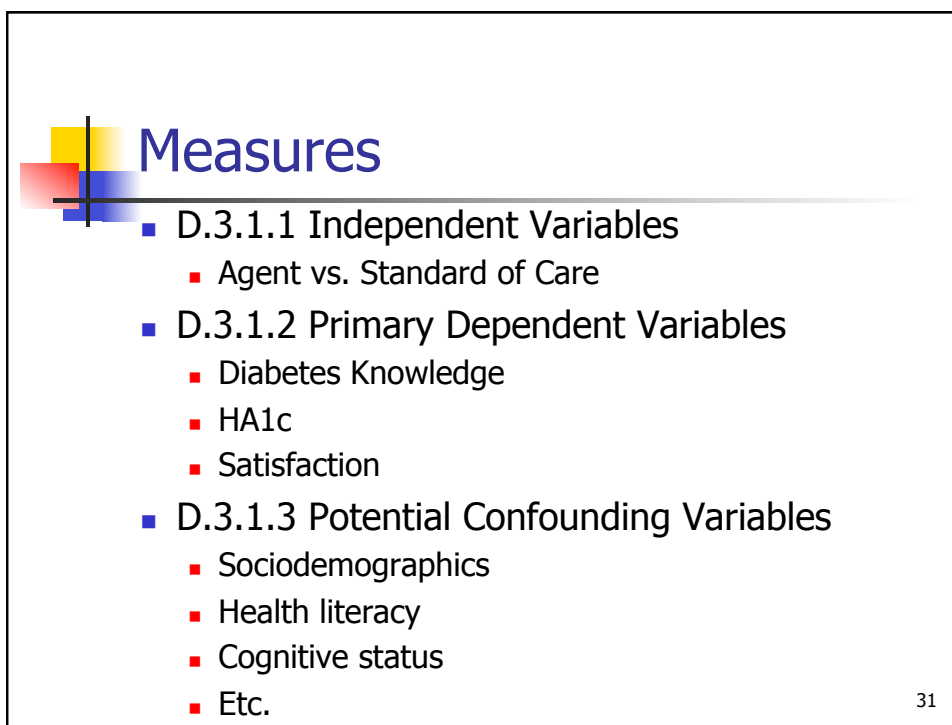 Measures
D.3.1.1 Independent Variables
Agent vs. Standard of Care
D.3.1.2 Primary Dependent Variables
Diabetes Knowledge
HA1c
Satisfaction
D.3.1.3 Potential Confounding Variables
Sociodemographics
Health literacy
Cognitive status
Etc.
31